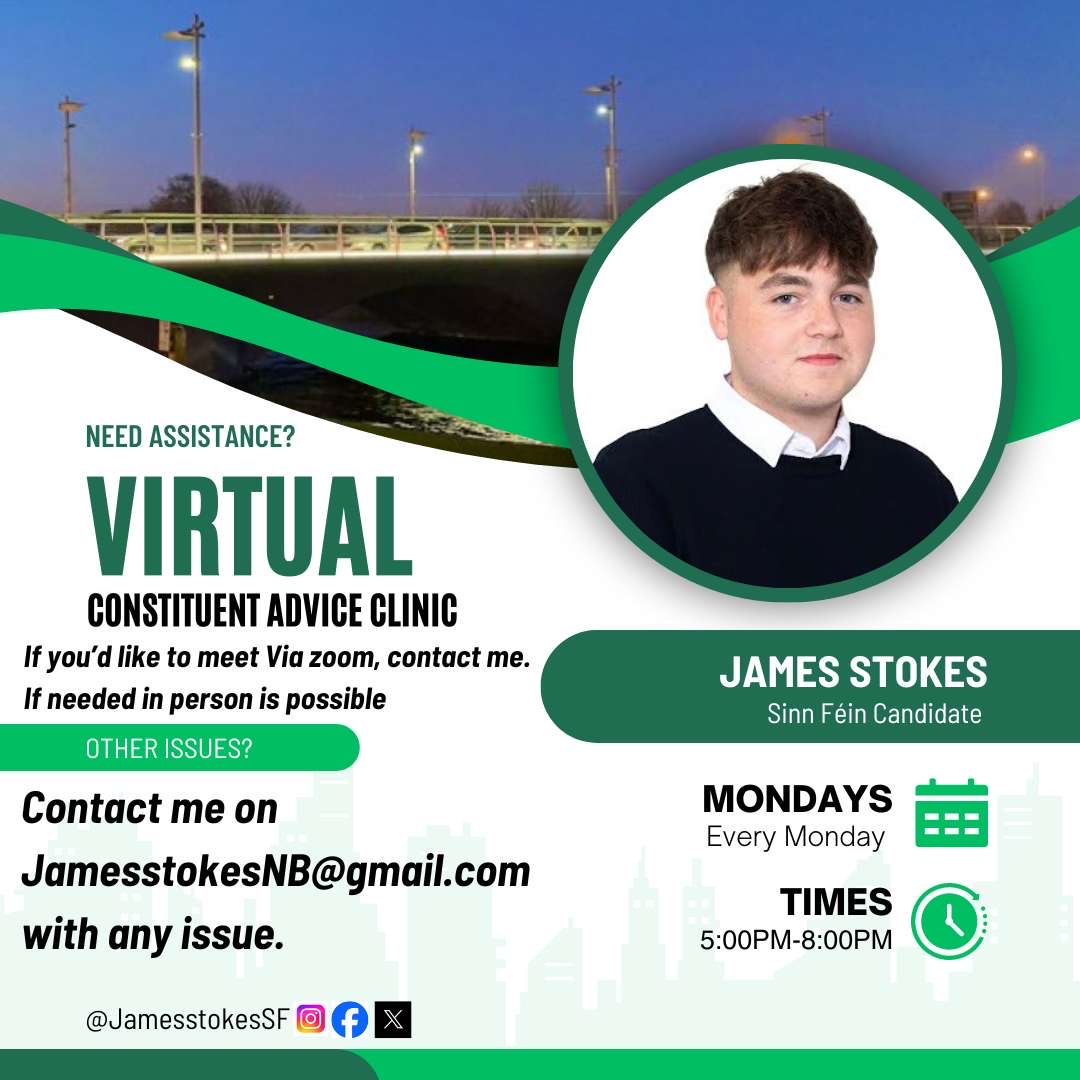 NEED ASSISTANCE?
VIRTUAL
CONSTITUENT ADVICE CLINIC
If you'd like to meet Via zoom, contact me.
If needed in person is possible
OTHER ISSUES?
Contact me on
JamesstokesNB@gmail.com
with any issue.
@JamesstokesSF
JAMES STOKES
Sinn Féin Candidate
MONDAYS
Every Monday
TIMES
5:00PM-8:00PM